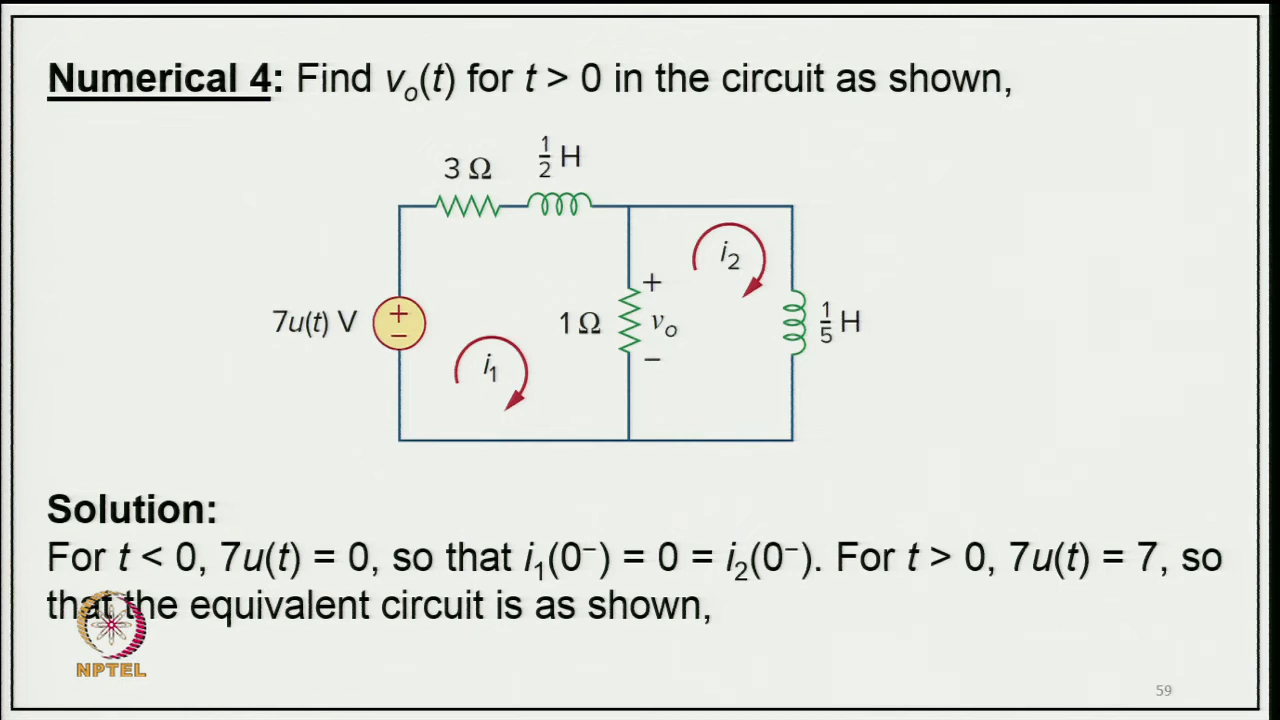 Numerical 4: Find vₒ(t) for t > 0 in the circuit as shown,
3 Ω
1/2 H
7u(t) V
+
−
i₁
1 Ω
+
vₒ
−
i₂
1/5 H
Solution:
For t < 0, 7u(t) = 0, so that i₁(0⁻) = 0 = i₂(0⁻). For t > 0, 7u(t) = 7, so
that the equivalent circuit is as shown,
NPTEL
59